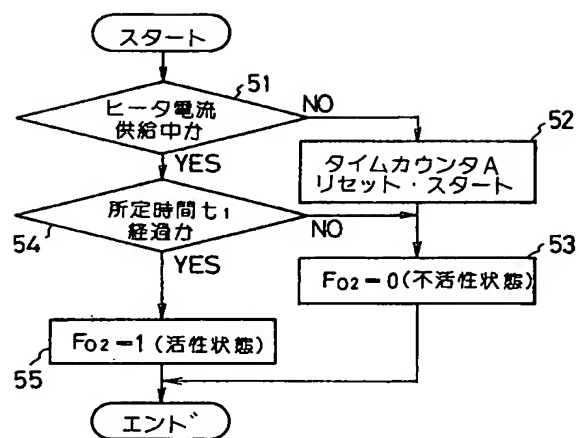 スタート
51
ヒータ電流
供給中か
NO
52
YES
タイムカウンタA
リセット・スタート
所定時間t1
経過か
54
NO
YES
53
FO2=0(不活性状態)
FO2=1(活性状態)
55
エンド